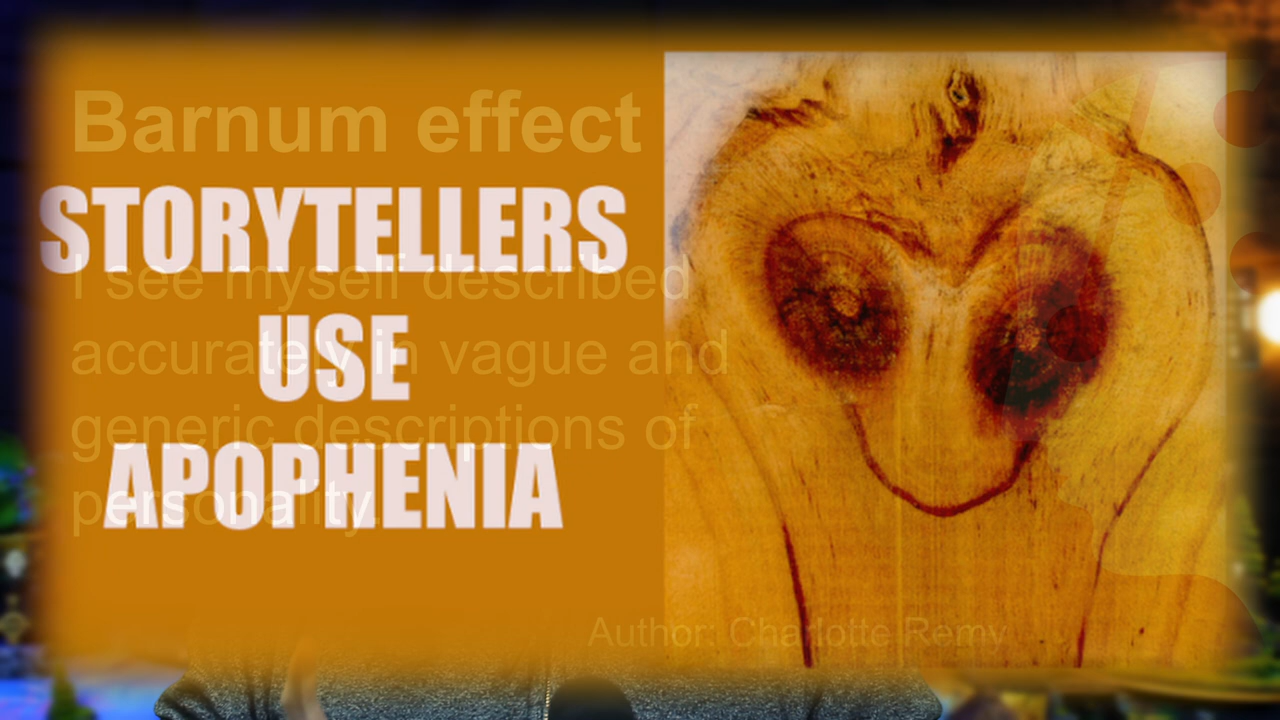 Barnum effect
STORYTELLERS
I see myself described
USE
accurately in vague and
generic descriptions of
APOPHENIA
personality.
Author: Charlotte Remy